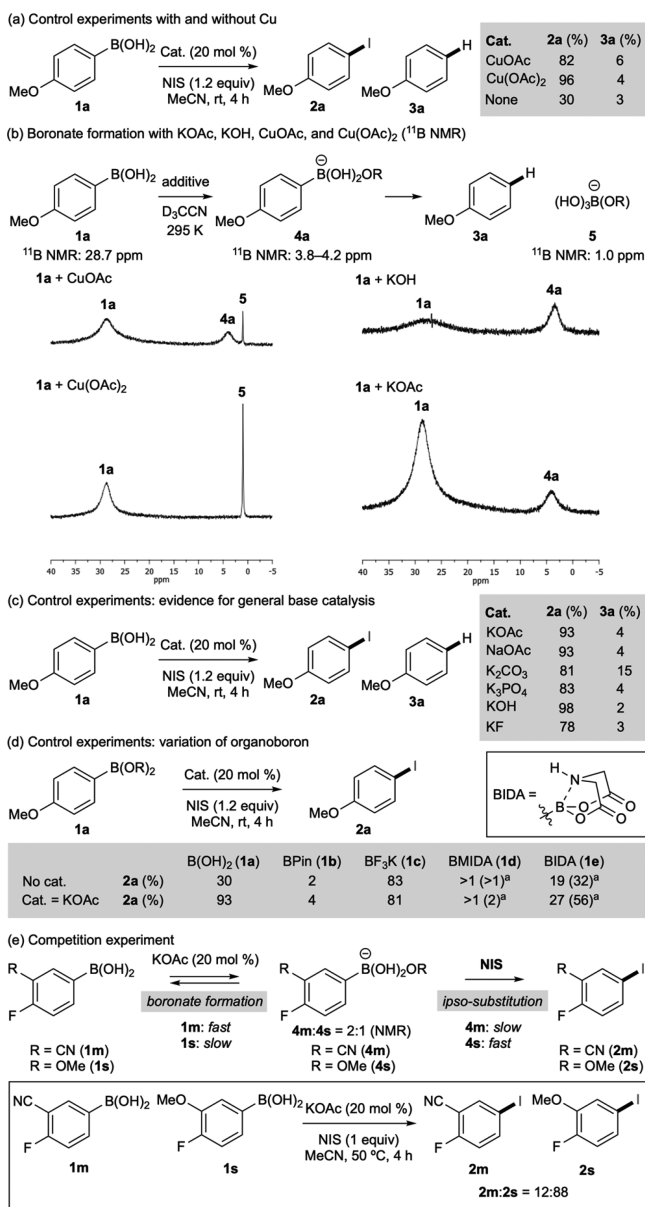 (a) Control experiments with and without Cu
B(OH)2
MeO
1a
Cat. (20 mol %)
NIS (1.2 equiv)
MeCN, rt, 4 h
I
MeO
2a
H
MeO
3a
Cat. 2a (%) 3a (%)
CuOAc 82 6
Cu(OAc)2 96 4
None 30 3
(b) Boronate formation with KOAc, KOH, CuOAc, and Cu(OAc)2 (11B NMR)
B(OH)2
MeO
1a
11B NMR: 28.7 ppm
additive
D3CCN
295 K
⊖
B(OH)2OR
MeO
4a
11B NMR: 3.8–4.2 ppm
H
MeO
3a
⊖
(HO)3B(OR)
5
11B NMR: 1.0 ppm
1a + CuOAc
1a
4a
5
1a + KOH
1a
4a
1a + Cu(OAc)2
1a
5
1a + KOAc
1a
4a
40 35 30 25 20 15 10 5 0 -5
ppm
40 35 30 25 20 15 10 5 0 -5
ppm
(c) Control experiments: evidence for general base catalysis
B(OH)2
MeO
1a
Cat. (20 mol %)
NIS (1.2 equiv)
MeCN, rt, 4 h
I
MeO
2a
H
MeO
3a
Cat. 2a (%) 3a (%)
KOAc 93 4
NaOAc 93 4
K2CO3 81 15
K3PO4 83 4
KOH 98 2
KF 78 3
(d) Control experiments: variation of organoboron
B(OR)2
MeO
1a
Cat. (20 mol %)
NIS (1.2 equiv)
MeCN, rt, 4 h
I
MeO
2a
BIDA =
H N
B O O
O O
B(OH)2 (1a) BPin (1b) BF3K (1c) BMIDA (1d) BIDA (1e)
No cat. 2a (%) 30 2 83 >1 (>1)a 19 (32)a
Cat. = KOAc 2a (%) 93 4 81 >1 (2)a 27 (56)a
(e) Competition experiment
R
B(OH)2
F
R = CN (1m)
R = OMe (1s)
KOAc (20 mol %)
boronate formation
1m: fast
1s: slow
R
⊖
B(OH)2OR
F
4m:4s = 2:1 (NMR)
R = CN (4m)
R = OMe (4s)
NIS
ipso-substitution
4m: slow
4s: fast
R
I
F
R = CN (2m)
R = OMe (2s)
NC
B(OH)2
F
1m
MeO
B(OH)2
F
1s
KOAc (20 mol %)
NIS (1 equiv)
MeCN, 50 ºC, 4 h
NC
I
F
2m
MeO
I
F
2s
2m:2s = 12:88